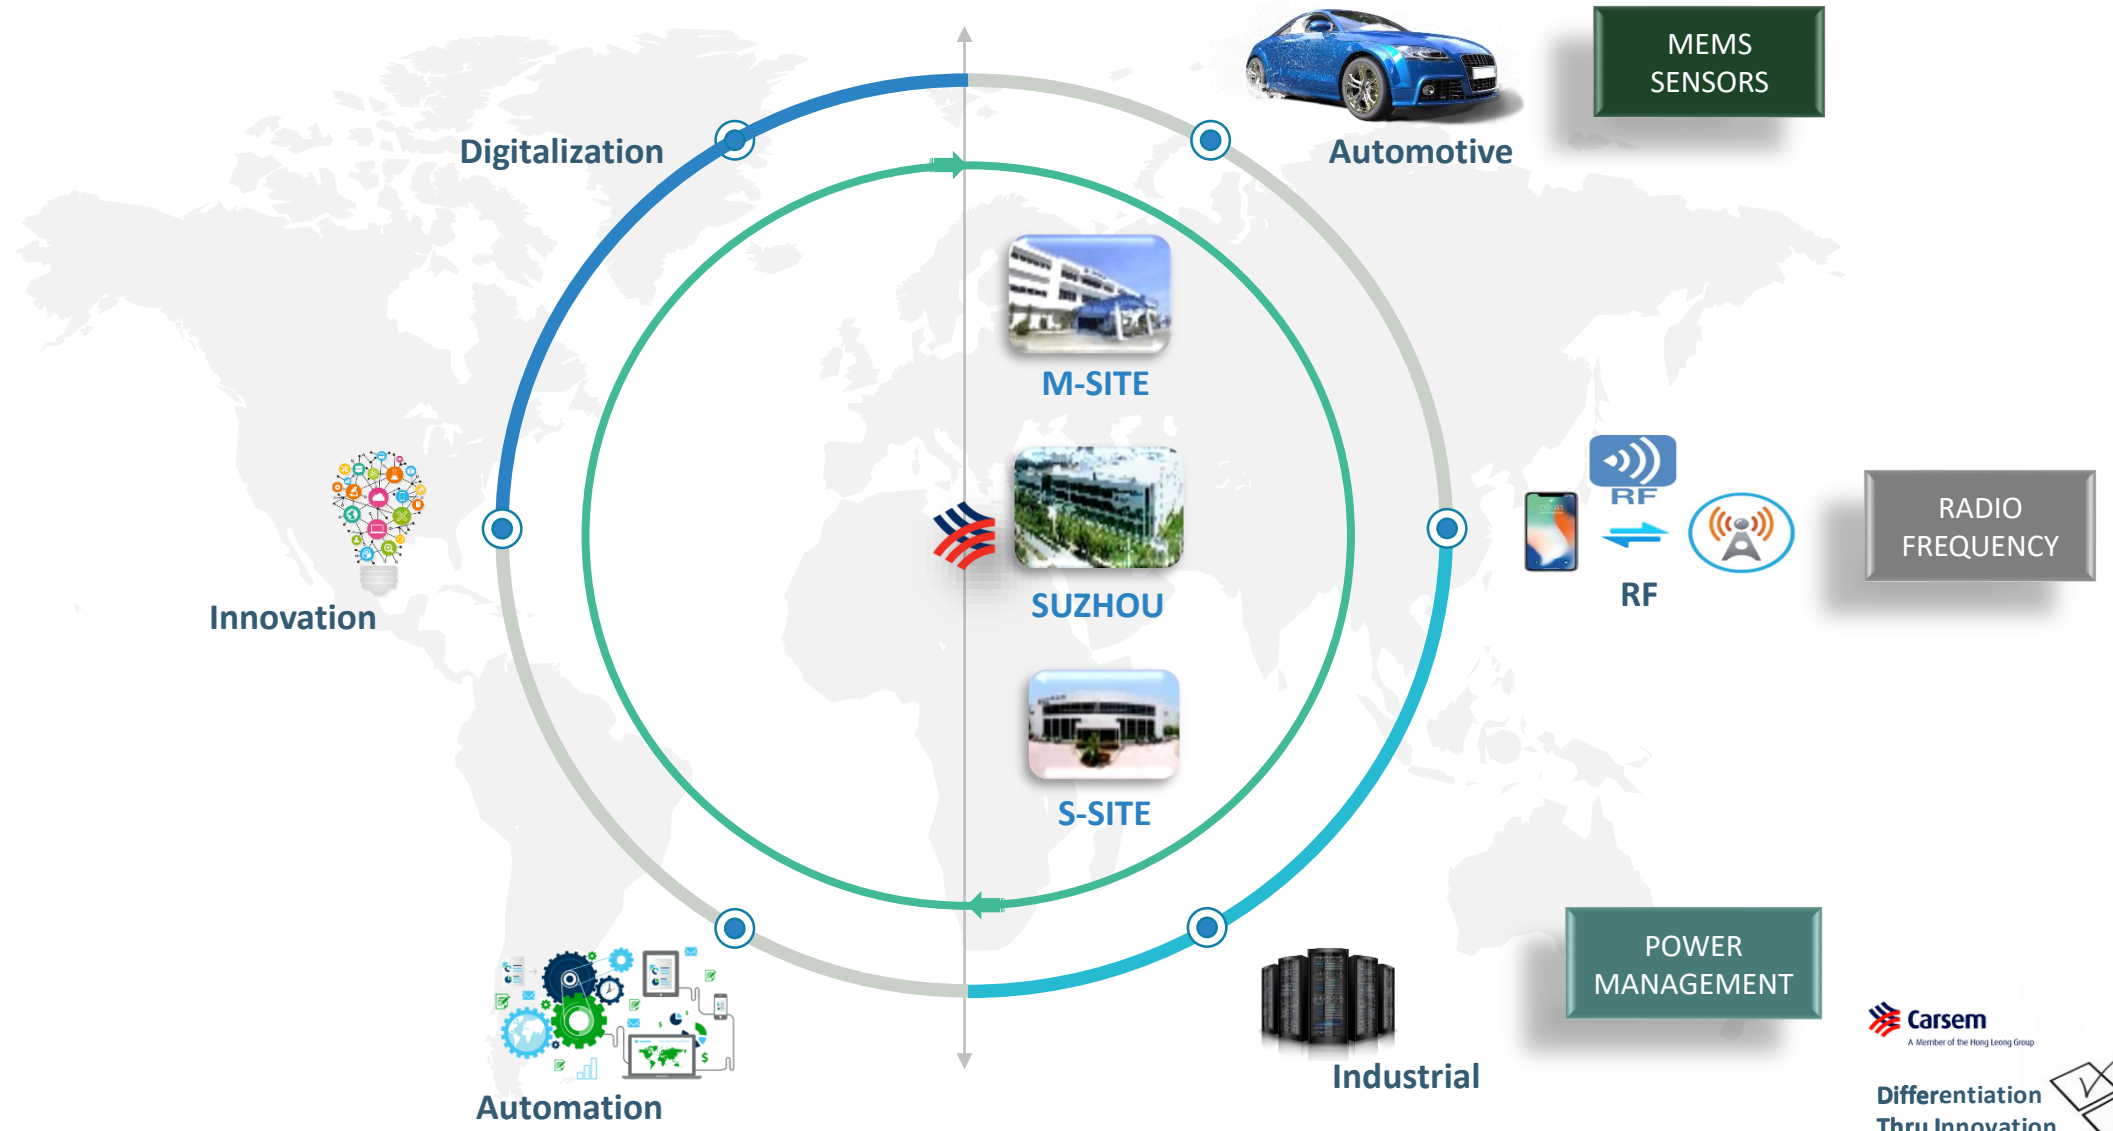 MEMS
SENSORS
Digitalization
Automotive
M-SITE
RF
RADIO
FREQUENCY
RF
SUZHOU
Innovation
S-SITE
POWER
MANAGEMENT
Industrial
Automation
Carsem
A Member of the Hong Leong Group
Differentiation
Thru Innovation